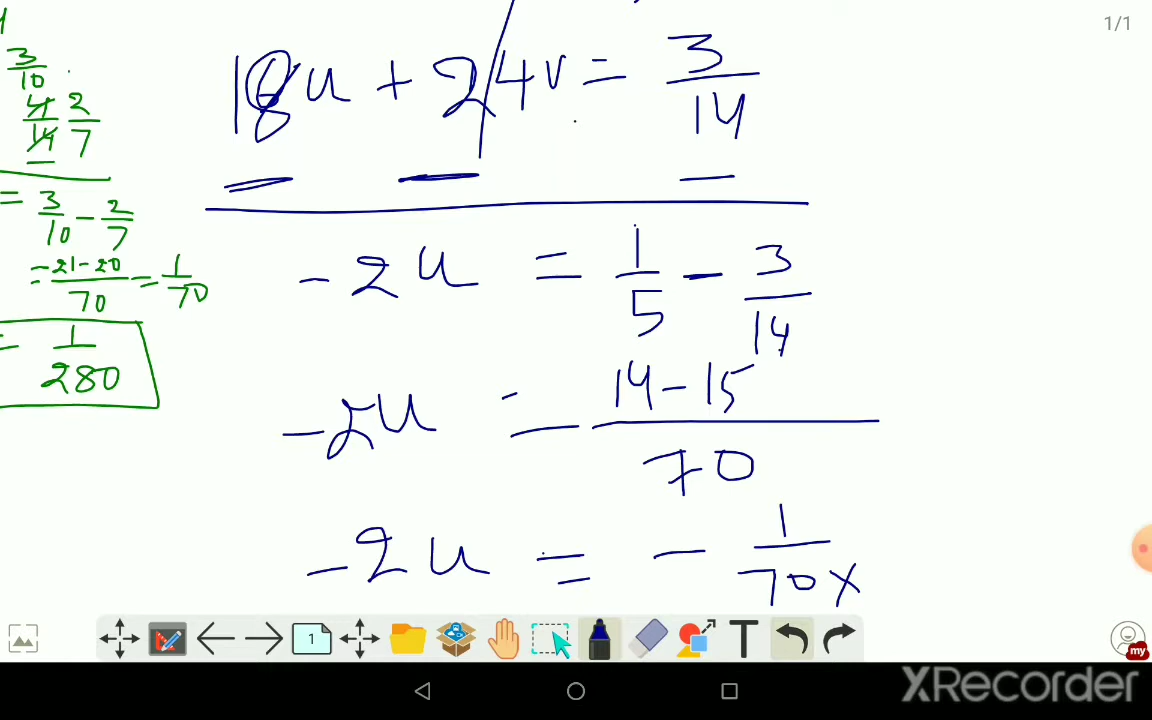 1/1
3/10
4/14 2/7
= 3/10 - 2/7
= 21-20/70 = 1/70
= 1/280
18u + 24v = 3/14
-2u = 1/5 - 3/14
-2u = 14-15/70
-2u = - 1/70x
1
T
my
XRecorder